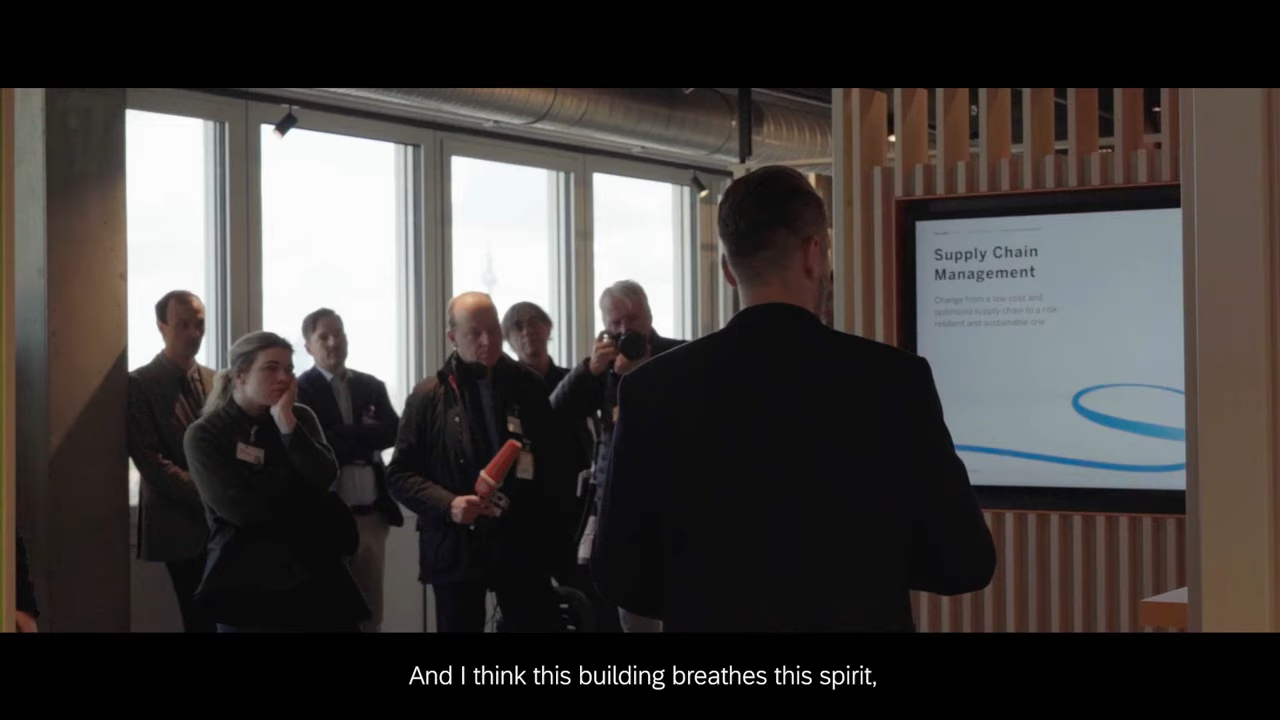 Supply Chain
Management
Change from a low cost and
optimized supply chain to a risk
resilient and sustainable one
And I think this building breathes this spirit,